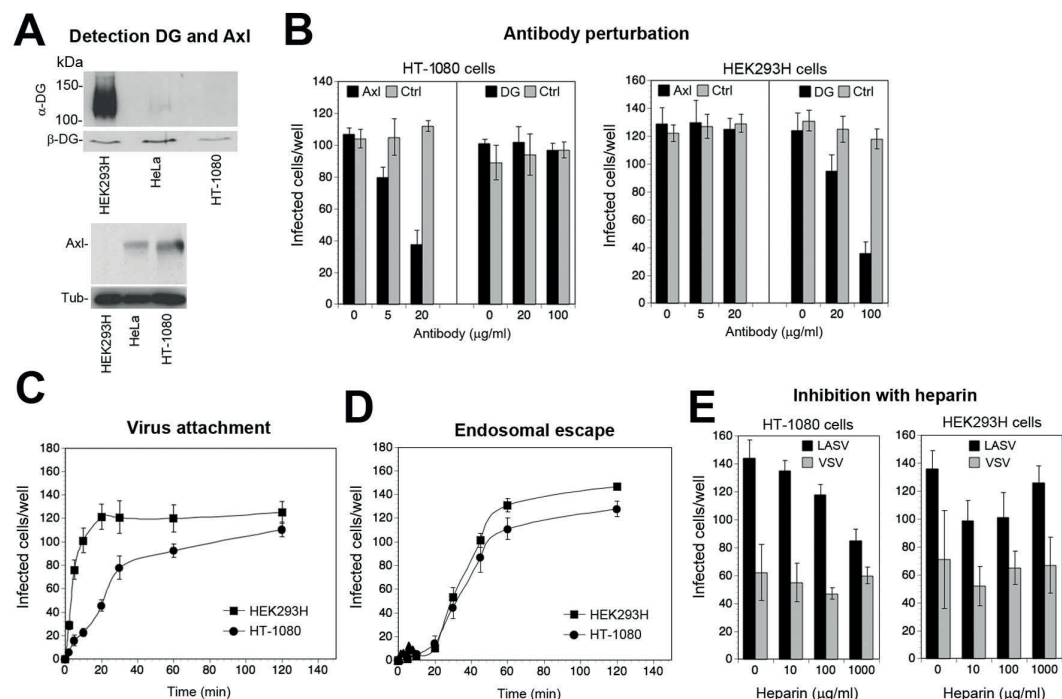 A
Detection DG and Axl
kDa
150-
100-
α-DG
β-DG-
HEK293H
HeLa
HT-1080
Axl-
Tub-
HEK293H
HeLa
HT-1080
B
Antibody perturbation
HT-1080 cells
140
120
100
80
60
40
20
0
Infected cells/well
Axl Ctrl
DG Ctrl
0 5 20 0 20 100
Antibody (μg/ml)
HEK293H cells
160
140
120
100
80
60
40
20
0
Infected cells/well
Axl Ctrl
DG Ctrl
0 5 20 0 20 100
Antibody (μg/ml)
C
Virus attachment
160
140
120
100
80
60
40
20
0
Infected cells/well
HEK293H
HT-1080
0 20 40 60 80 100 120 140
Time (min)
D
Endosomal escape
160
140
120
100
80
60
40
20
0
Infected cells/well
HEK293H
HT-1080
0 20 40 60 80 100 120 140
Time (min)
E
Inhibition with heparin
HT-1080 cells
160
140
120
100
80
60
40
20
0
Infected cells/well
LASV
VSV
0 10 100 1000
Heparin (μg/ml)
HEK293H cells
160
140
120
100
80
60
40
20
0
Infected cells/well
LASV
VSV
0 10 100 1000
Heparin (μg/ml)